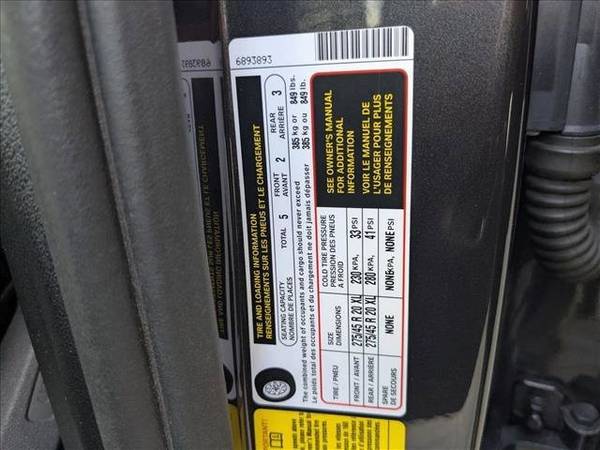 6893893
TIRE AND LOADING INFORMATION
RENSEIGNEMENTS SUR LES PNEUS ET LE CHARGEMENT
SEATING CAPACITY
NOMBRE DE PLACES
TOTAL 5
FRONT
AVANT 2
REAR
ARRIÈRE 3
The combined weight of occupants and cargo should never exceed 385 kg or 849 lbs.
Le poids total des occupants et du chargement ne doit jamais dépasser 385 kg ou 849 lb.
TIRE / PNEU
SIZE
DIMENSIONS
COLD TIRE PRESSURE
PRESSION DES PNEUS
A FROID
FRONT / AVANT 275/45 R 20 XL 230 KPA, 33 PSI
REAR / ARRIÈRE 275/45 R 20 XL 280 KPA, 41 PSI
SPARE
DE SECOURS
NONE
NONE KPA, NONE PSI
SEE OWNER'S MANUAL
FOR ADDITIONAL
INFORMATION
VOIR LE MANUEL DE
L'USAGER POUR PLUS
DE RENSEIGNEMENTS